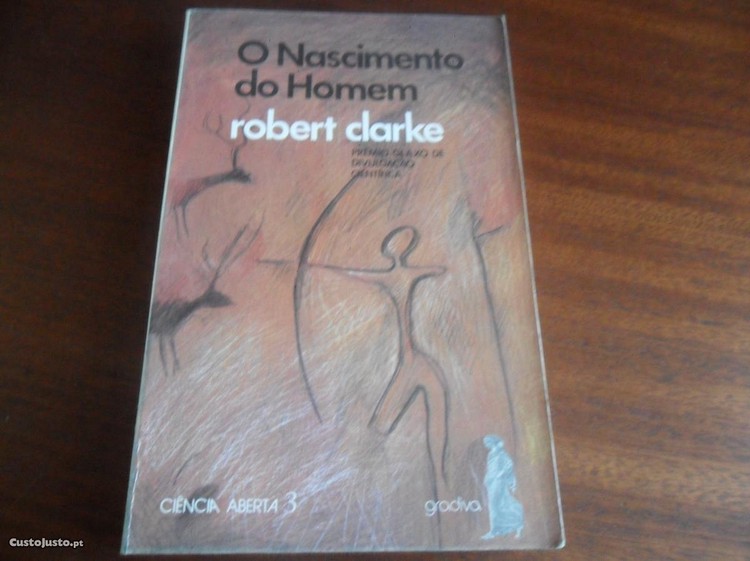 O Nascimento
do Homem
robert clarke
PRÉMIO GLAXO DE
DIVULGAÇÃO
CIENTÍFICA
CIÊNCIA ABERTA 3
gradiva
CustoJusto.pt